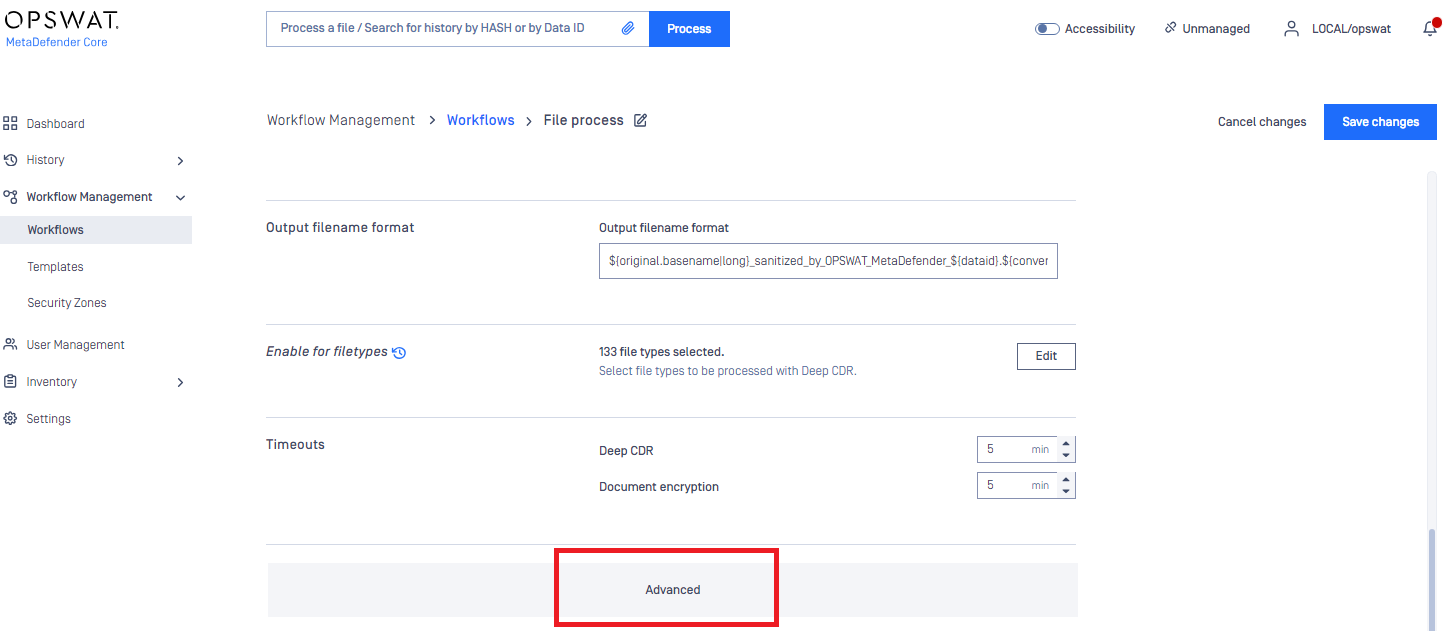 OPSWAT.
MetaDefender Core
Process a file / Search for history by HASH or by Data ID
Process
Accessibility
Unmanaged
LOCAL/opswat
Dashboard
History
Workflow Management
Workflows
Templates
Security Zones
User Management
Inventory
Settings
Workflow Management > Workflows > File process
Cancel changes
Save changes
Output filename format
Output filename format
${original.basename|long}_sanitized_by_OPSWAT_MetaDefender_${dataid}.${conver
Enable for filetypes
133 file types selected.
Select file types to be processed with Deep CDR.
Edit
Timeouts
Deep CDR
5 min
Document encryption
5 min
Advanced